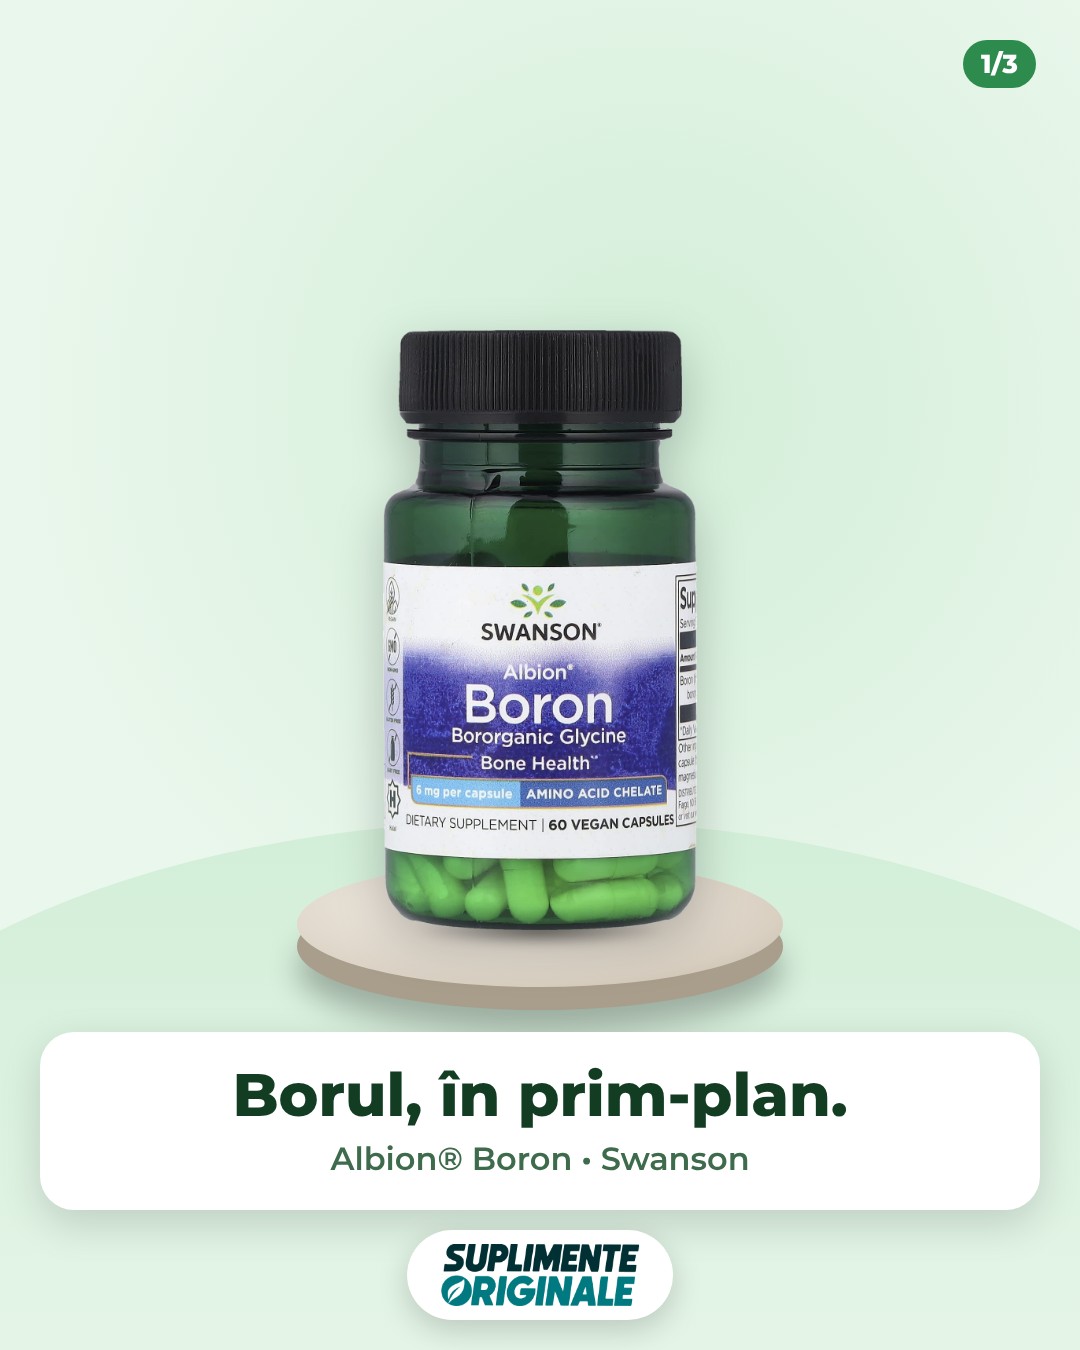 1/3
SWANSON®
Albion®
Boron
Bororganic Glycine
Bone Health
6 mg per capsule AMINO ACID CHELATE
DIETARY SUPPLEMENT | 60 VEGAN CAPSULES
Borul, în prim-plan.
Albion® Boron • Swanson
SUPLIMENTE
ORIGINALE